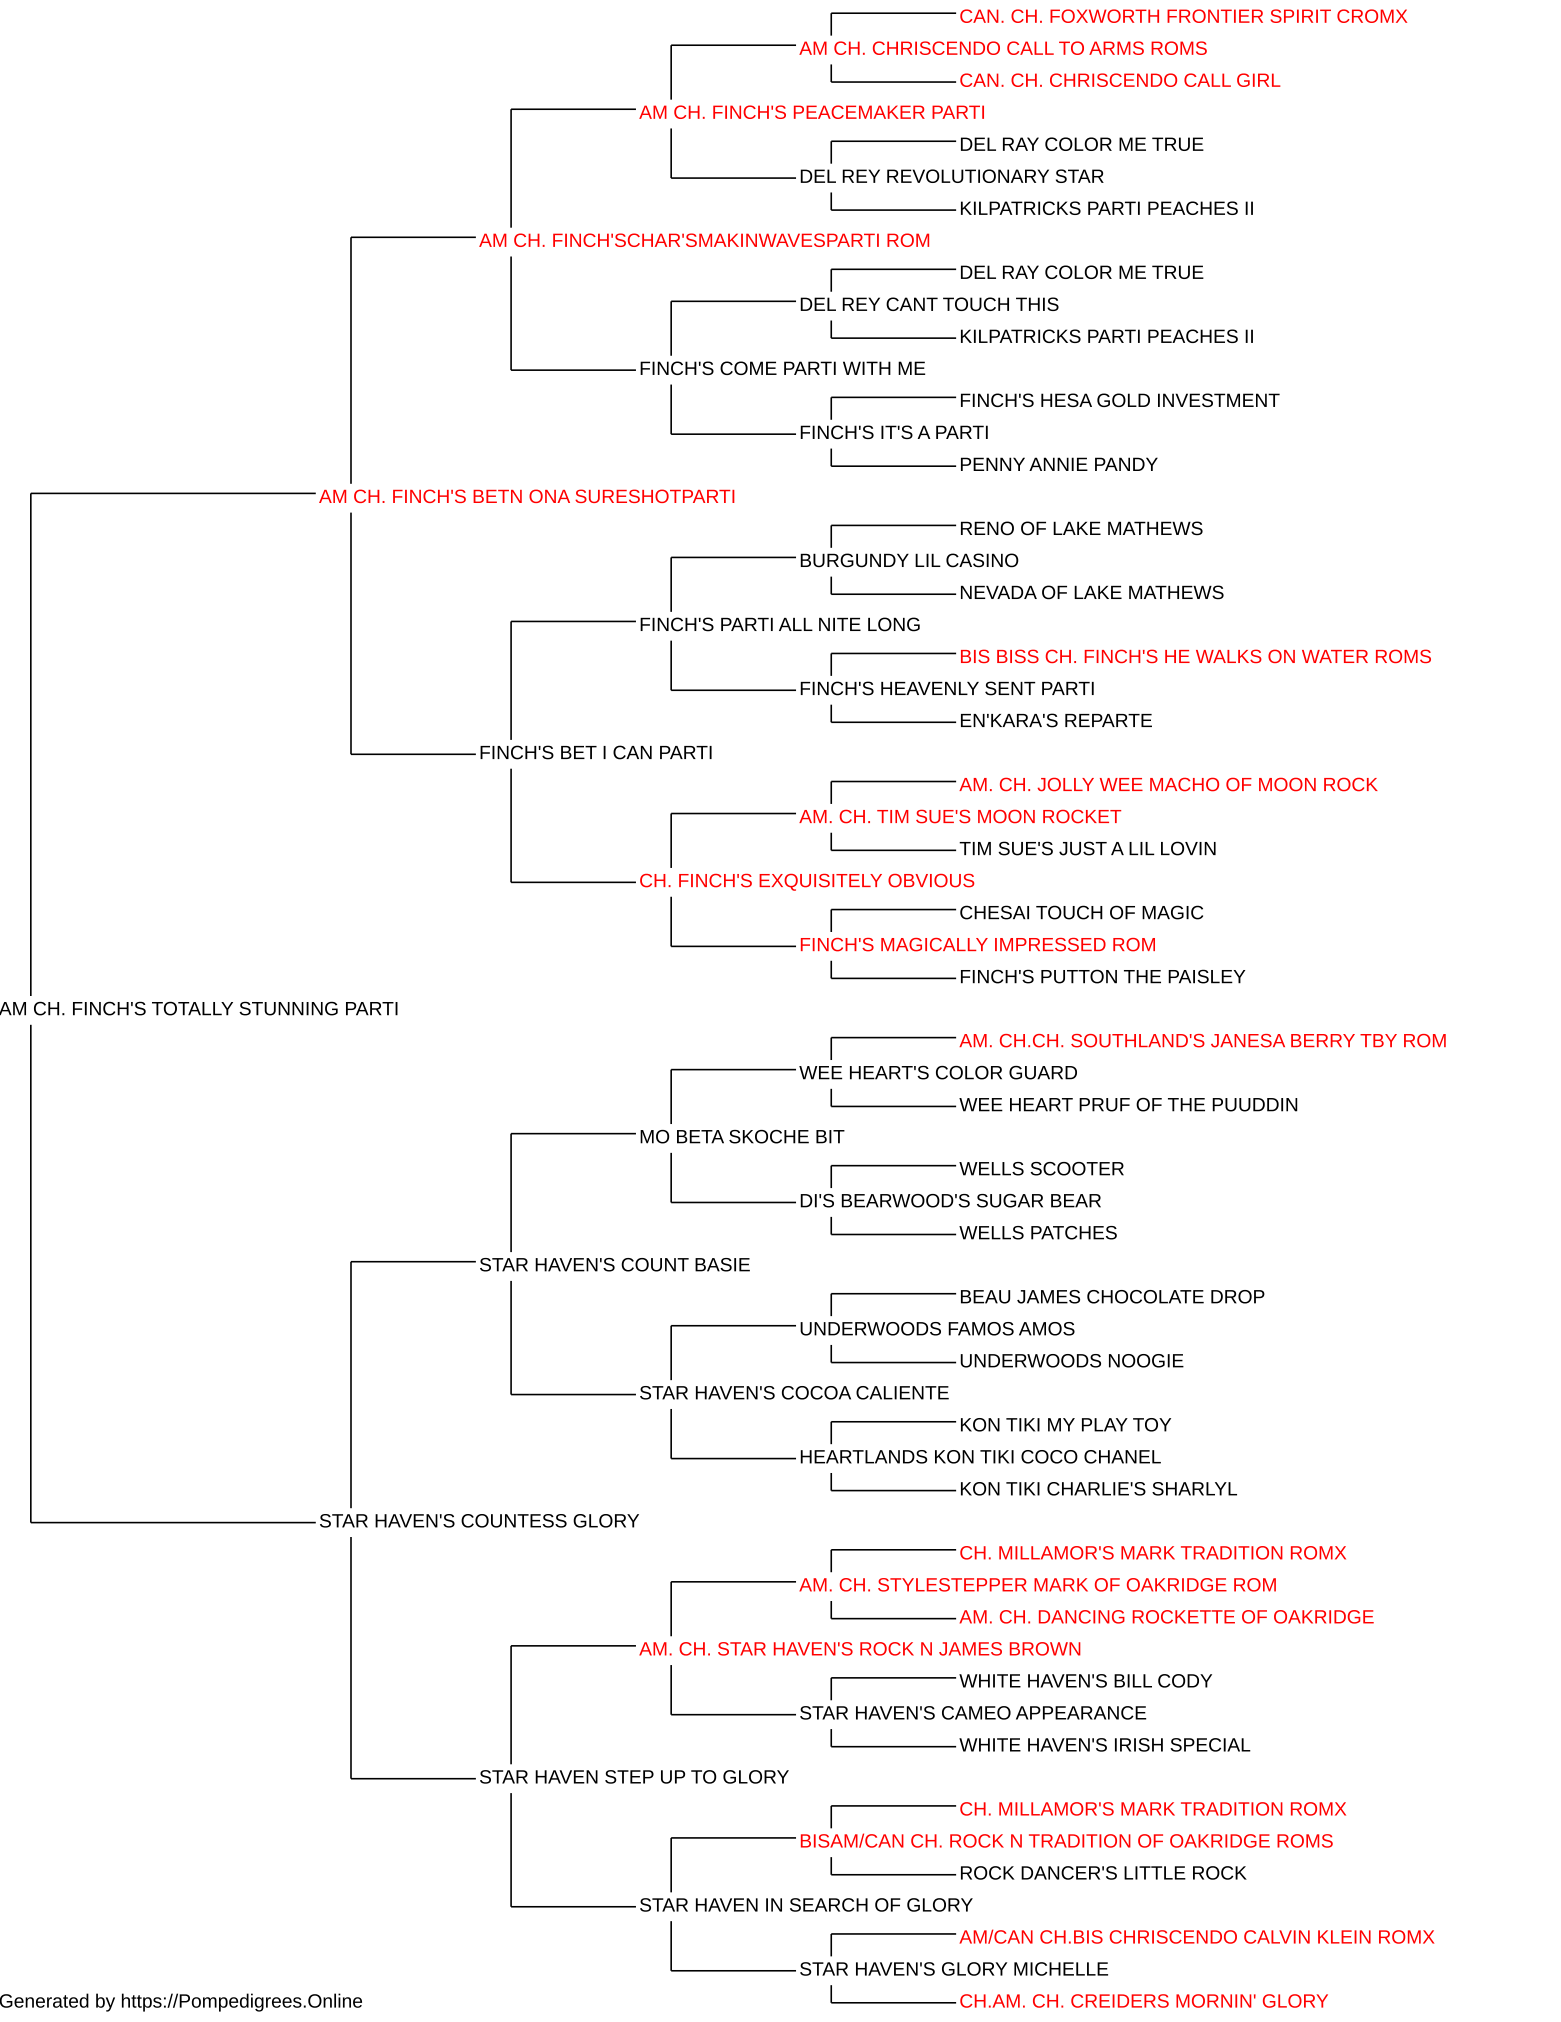 CAN. CH. FOXWORTH FRONTIER SPIRIT CROMX
AM CH. CHRISCENDO CALL TO ARMS ROMS
CAN. CH. CHRISCENDO CALL GIRL
AM CH. FINCH'S PEACEMAKER PARTI
DEL RAY COLOR ME TRUE
DEL REY REVOLUTIONARY STAR
KILPATRICKS PARTI PEACHES II
AM CH. FINCH'SCHAR'SMAKINWAVESPARTI ROM
DEL RAY COLOR ME TRUE
DEL REY CANT TOUCH THIS
KILPATRICKS PARTI PEACHES II
FINCH'S COME PARTI WITH ME
FINCH'S HESA GOLD INVESTMENT
FINCH'S IT'S A PARTI
PENNY ANNIE PANDY
AM CH. FINCH'S BETN ONA SURESHOTPARTI
RENO OF LAKE MATHEWS
BURGUNDY LIL CASINO
NEVADA OF LAKE MATHEWS
FINCH'S PARTI ALL NITE LONG
BIS BISS CH. FINCH'S HE WALKS ON WATER ROMS
FINCH'S HEAVENLY SENT PARTI
EN'KARA'S REPARTE
FINCH'S BET I CAN PARTI
AM. CH. JOLLY WEE MACHO OF MOON ROCK
AM. CH. TIM SUE'S MOON ROCKET
TIM SUE'S JUST A LIL LOVIN
CH. FINCH'S EXQUISITELY OBVIOUS
CHESAI TOUCH OF MAGIC
FINCH'S MAGICALLY IMPRESSED ROM
FINCH'S PUTTON THE PAISLEY
AM CH. FINCH'S TOTALLY STUNNING PARTI
AM. CH.CH. SOUTHLAND'S JANESA BERRY TBY ROM
WEE HEART'S COLOR GUARD
WEE HEART PRUF OF THE PUUDDIN
MO BETA SKOCHE BIT
WELLS SCOOTER
DI'S BEARWOOD'S SUGAR BEAR
WELLS PATCHES
STAR HAVEN'S COUNT BASIE
BEAU JAMES CHOCOLATE DROP
UNDERWOODS FAMOS AMOS
UNDERWOODS NOOGIE
STAR HAVEN'S COCOA CALIENTE
KON TIKI MY PLAY TOY
HEARTLANDS KON TIKI COCO CHANEL
KON TIKI CHARLIE'S SHARLYL
STAR HAVEN'S COUNTESS GLORY
CH. MILLAMOR'S MARK TRADITION ROMX
AM. CH. STYLESTEPPER MARK OF OAKRIDGE ROM
AM. CH. DANCING ROCKETTE OF OAKRIDGE
AM. CH. STAR HAVEN'S ROCK N JAMES BROWN
WHITE HAVEN'S BILL CODY
STAR HAVEN'S CAMEO APPEARANCE
WHITE HAVEN'S IRISH SPECIAL
STAR HAVEN STEP UP TO GLORY
CH. MILLAMOR'S MARK TRADITION ROMX
BISAM/CAN CH. ROCK N TRADITION OF OAKRIDGE ROMS
ROCK DANCER'S LITTLE ROCK
STAR HAVEN IN SEARCH OF GLORY
AM/CAN CH.BIS CHRISCENDO CALVIN KLEIN ROMX
STAR HAVEN'S GLORY MICHELLE
CH.AM. CH. CREIDERS MORNIN' GLORY
Generated by https://Pompedigrees.Online